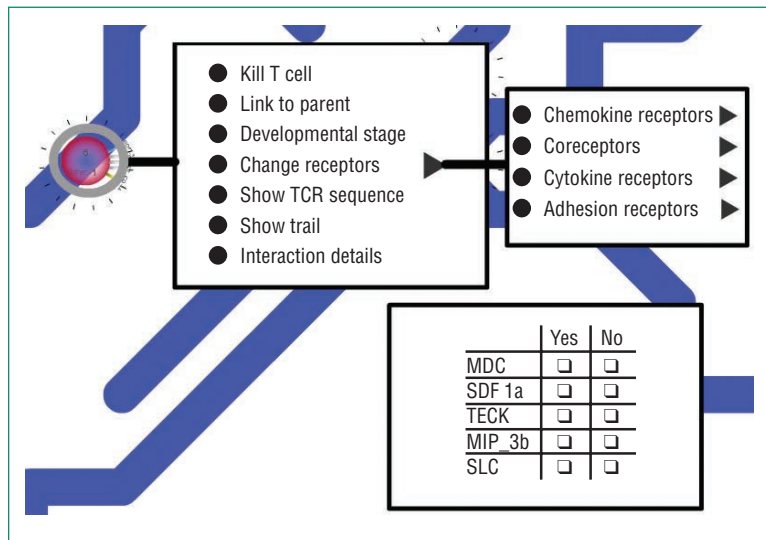 Kill T cell
Link to parent
Developmental stage
Change receptors
Show TCR sequence
Show trail
Interaction details
Chemokine receptors
Coreceptors
Cytokine receptors
Adhesion receptors
Yes No
MDC
SDF 1a
TECK
MIP_3b
SLC